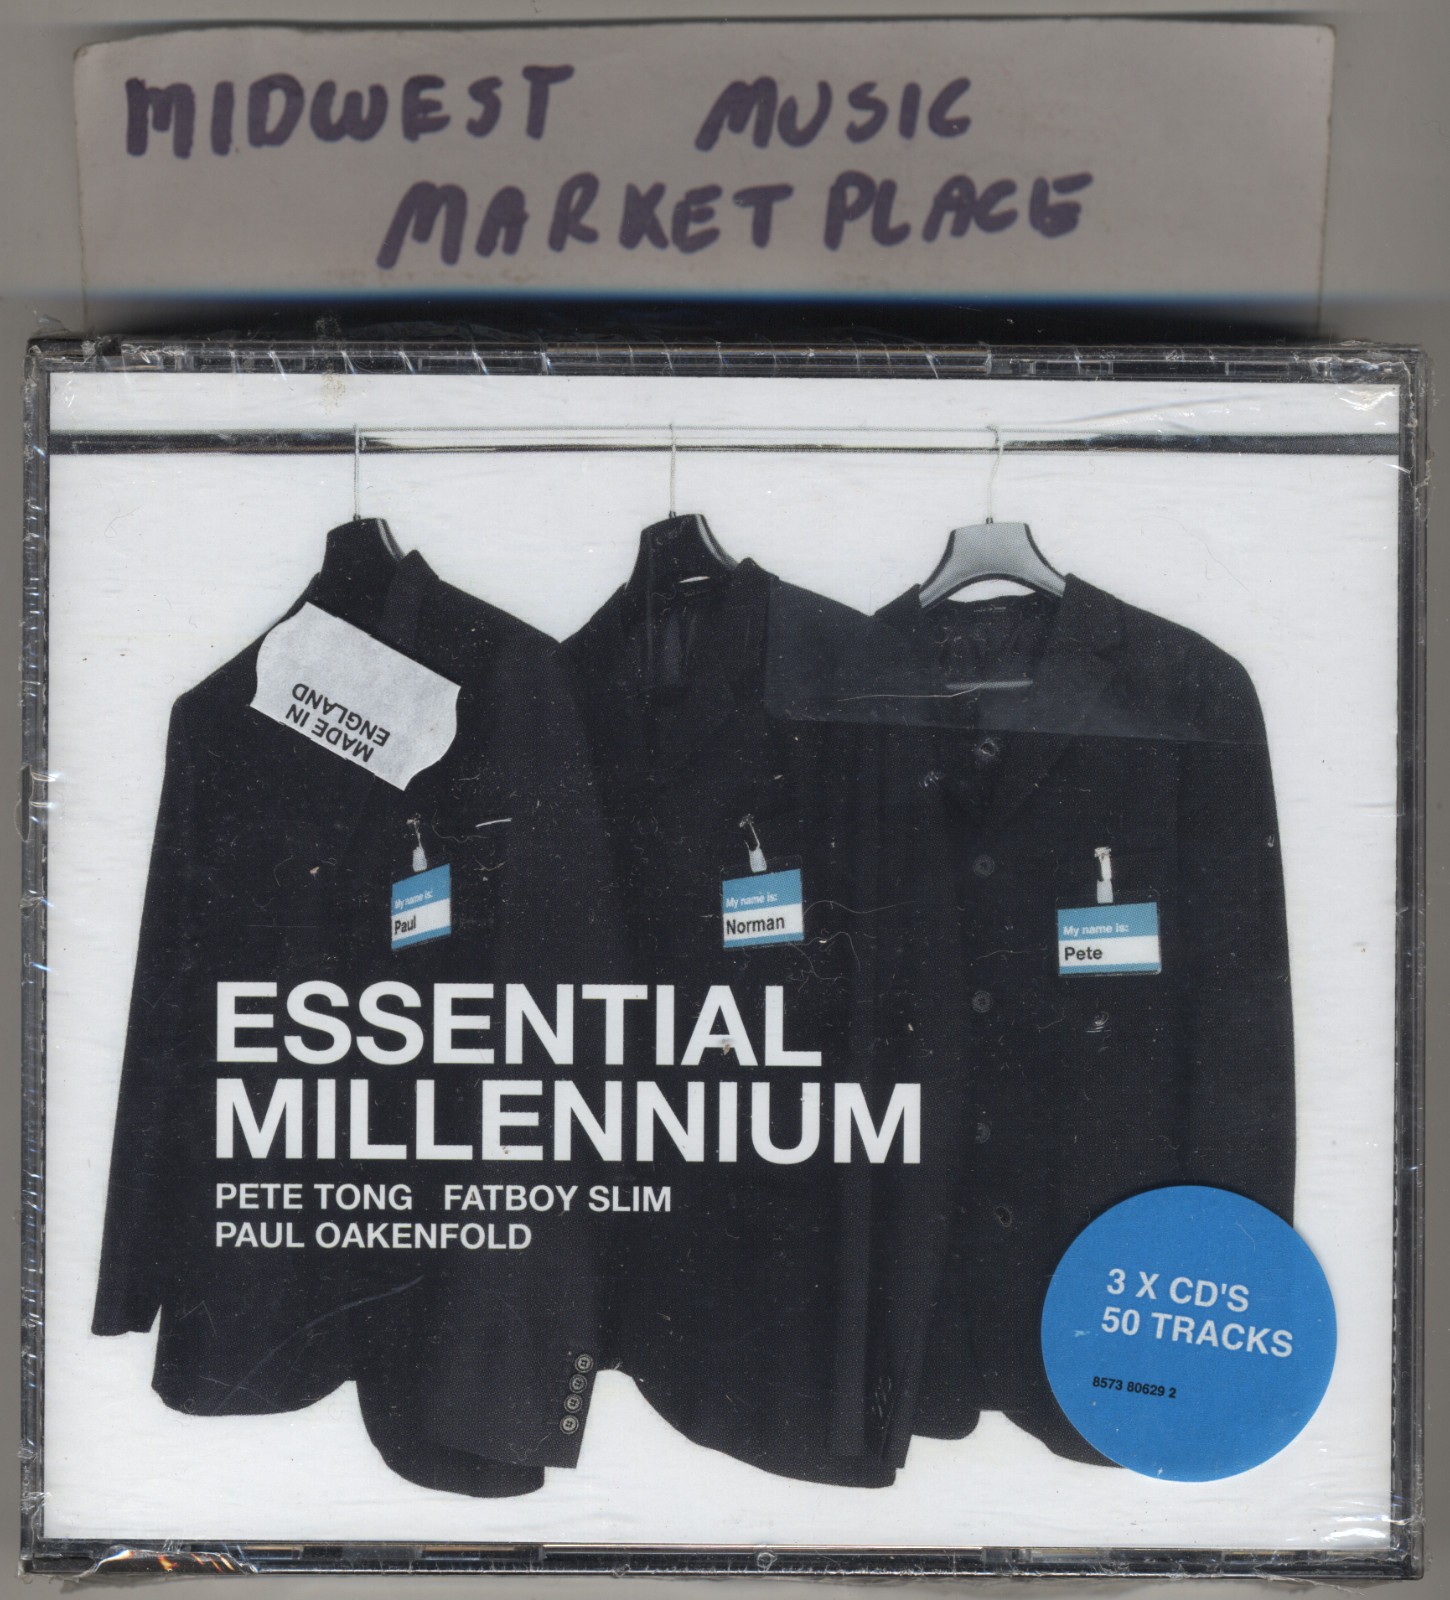 MIDWEST MUSIC
MARKET PLACE
MADE IN
ENGLAND
My name is:
Paul
My name is:
Norman
My name is:
Pete
ESSENTIAL
MILLENNIUM
PETE TONG FATBOY SLIM
PAUL OAKENFOLD
3 X CD'S
50 TRACKS
8573 80629 2